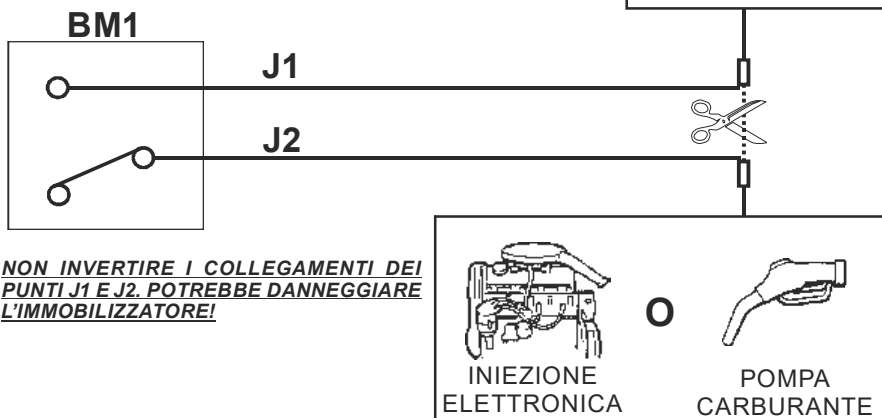 BM1
J1
J2
NON INVERTIRE I COLLEGAMENTI DEI
PUNTI J1 E J2. POTREBBE DANNEGGIARE
L'IMMOBILIZZATORE!
O
INIEZIONE
ELETTRONICA
POMPA
CARBURANTE